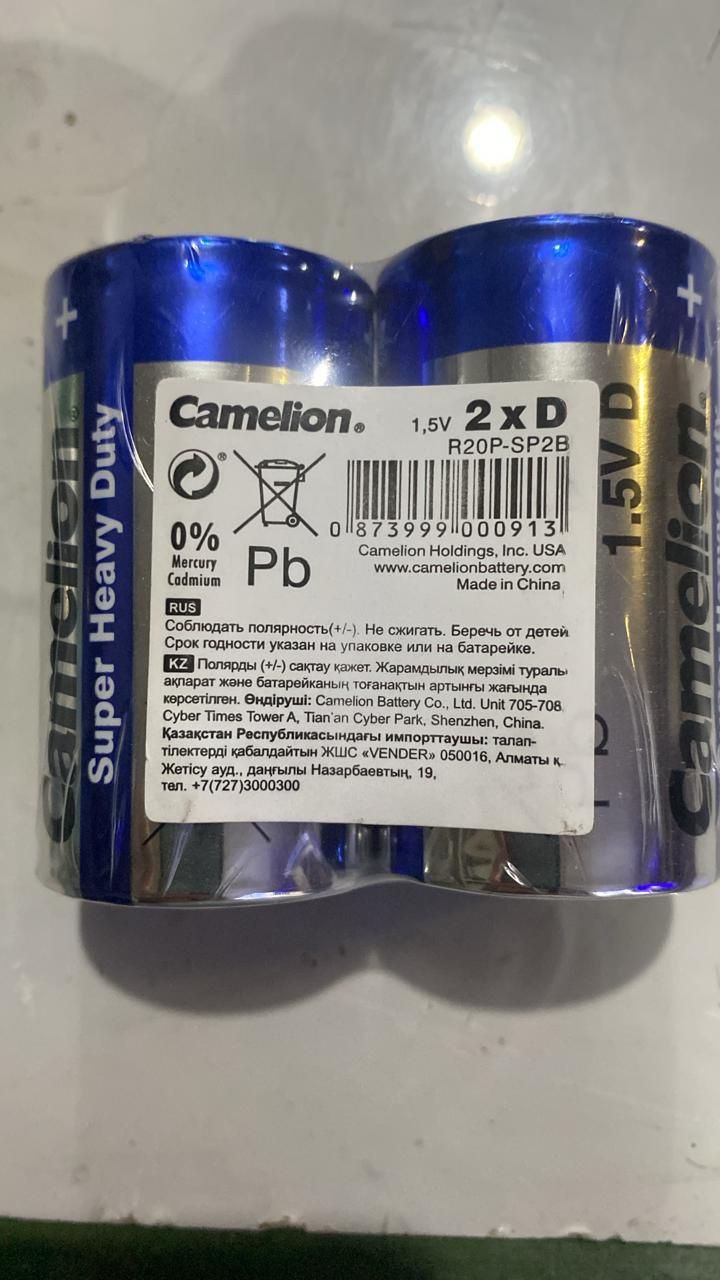 +
+
Camelion®
Super Heavy Duty
Camelion®
1,5V 2 x D
R20P-SP2B
0% Mercury Cadmium
Pb
0 873999 000913
Camelion Holdings, Inc. USA
www.camelionbattery.com
Made in China
RUS
Соблюдать полярность(+/-). Не сжигать. Беречь от детей
Срок годности указан на упаковке или на батарейке.
KZ Полярды (+/-) сақтау қажет. Жарамдылық мерзімі туралы
ақпарат және батарейканың тоғанақтың артыңғы жағында
көрсетілген. Өндіруші: Camelion Battery Co., Ltd. Unit 705-708,
Cyber Times Tower A, Tian'an Cyber Park, Shenzhen, China.
Қазақстан Республикасындағы импорттаушы: талап-
тілектерді қабалдайтын ЖШС «VENDER» 050016, Алматы қ.
Жетісу ауд., даңғылы Назарбаевтың, 19,
тел. +7(727)3000300
1.5V D
Camelion®